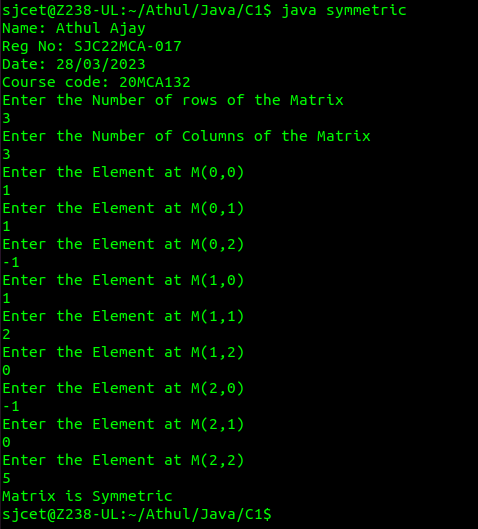 sjcet@Z238-UL:~/Athul/Java/C1$ java symmetric
Name: Athul Ajay
Reg No: SJC22MCA-017
Date: 28/03/2023
Course code: 20MCA132
Enter the Number of rows of the Matrix
3
Enter the Number of Columns of the Matrix
3
Enter the Element at M(0,0)
1
Enter the Element at M(0,1)
1
Enter the Element at M(0,2)
-1
Enter the Element at M(1,0)
1
Enter the Element at M(1,1)
2
Enter the Element at M(1,2)
0
Enter the Element at M(2,0)
-1
Enter the Element at M(2,1)
0
Enter the Element at M(2,2)
5
Matrix is Symmetric
sjcet@Z238-UL:~/Athul/Java/C1$